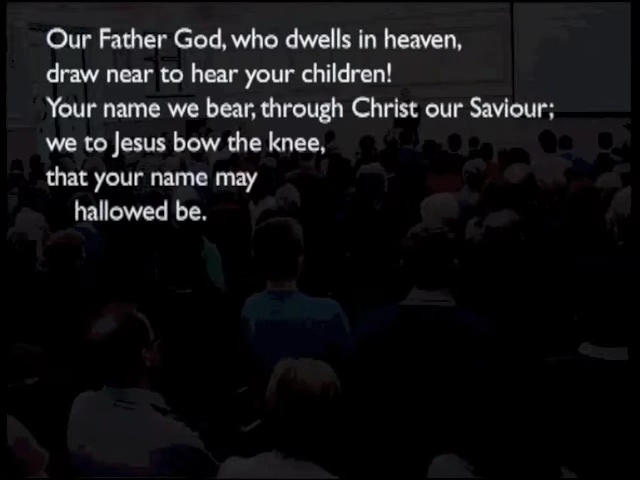 Our Father God, who dwells in heaven,
draw near to hear your children!
Your name we bear, through Christ our Saviour;
we to Jesus bow the knee,
that your name may
hallowed be.